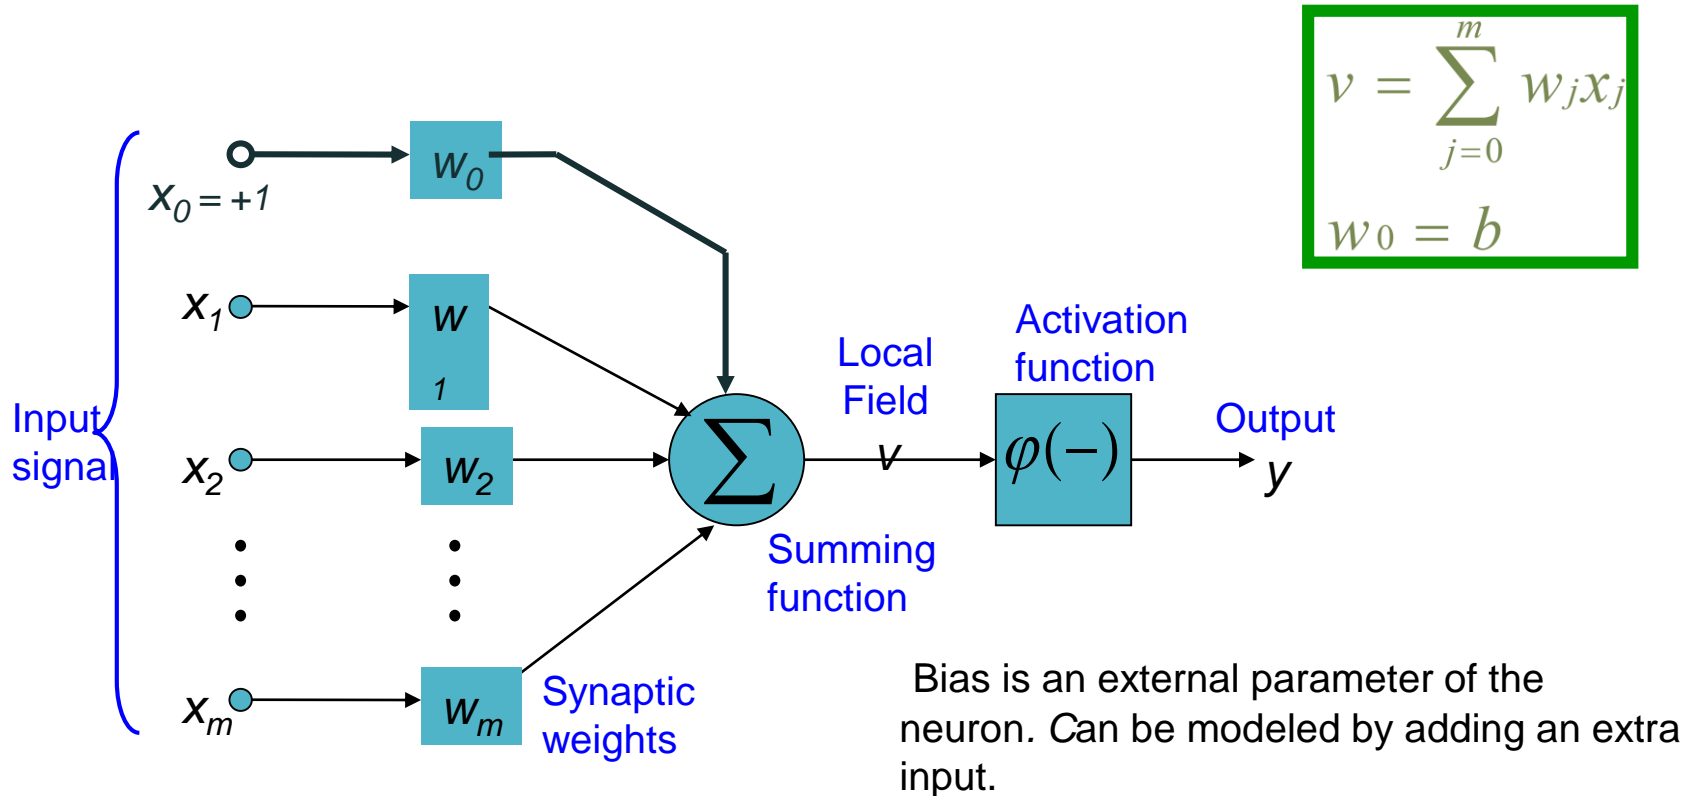 v = \sum_{j=0}^{m} w_j x_j
w_0 = b
x_0 = +1
w_0
x_1
w
1
Input
signal
x_2
w_2
x_m
w_m
Synaptic
weights
∑
Summing
function
Local
Field
v
Activation
function
φ(−)
Output
y
Bias is an external parameter of the
neuron. Can be modeled by adding an extra
input.